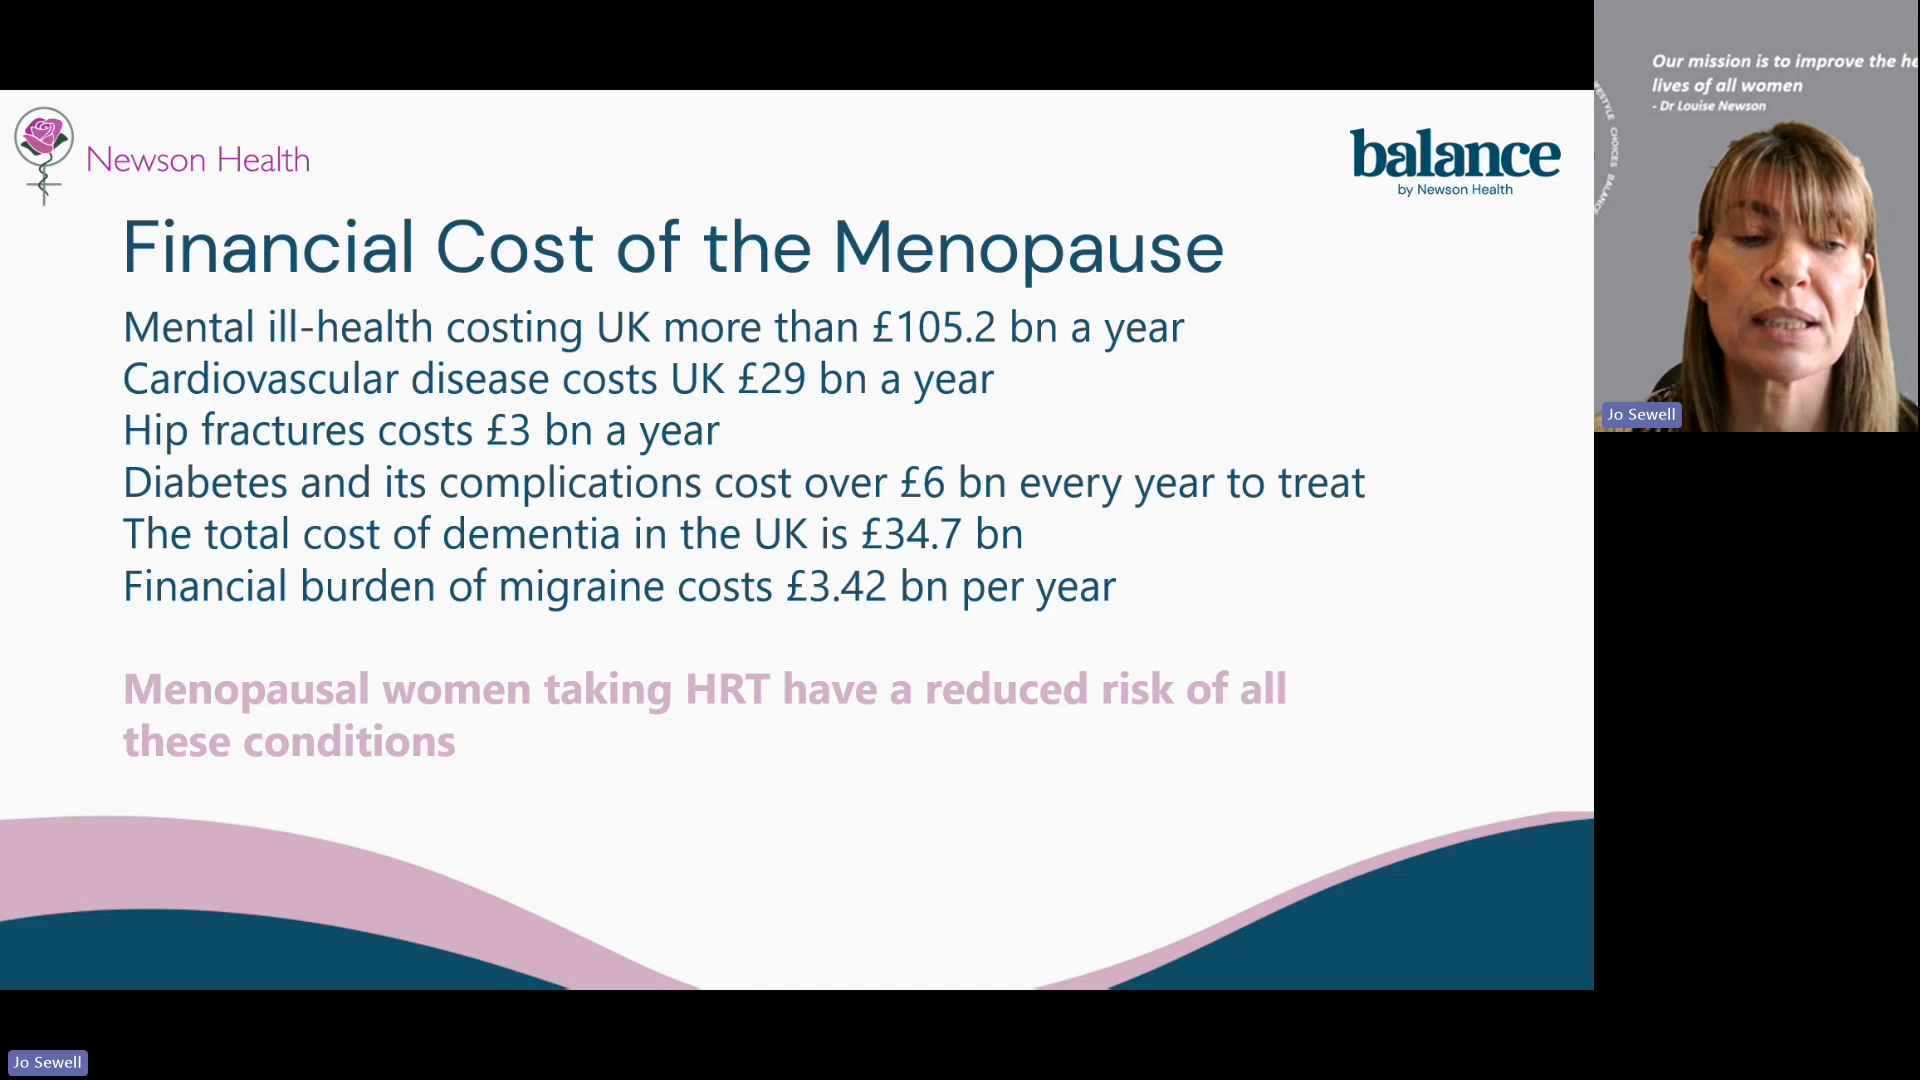 Newson Health
balance
by Newson Health
Financial Cost of the Menopause
Mental ill-health costing UK more than £105.2 bn a year
Cardiovascular disease costs UK £29 bn a year
Hip fractures costs £3 bn a year
Diabetes and its complications cost over £6 bn every year to treat
The total cost of dementia in the UK is £34.7 bn
Financial burden of migraine costs £3.42 bn per year
Menopausal women taking HRT have a reduced risk of all
these conditions
Our mission is to improve the he
lives of all women
- Dr Louise Newson
ESTYLE CHOICES BALANCE
Jo Sewell
Jo Sewell